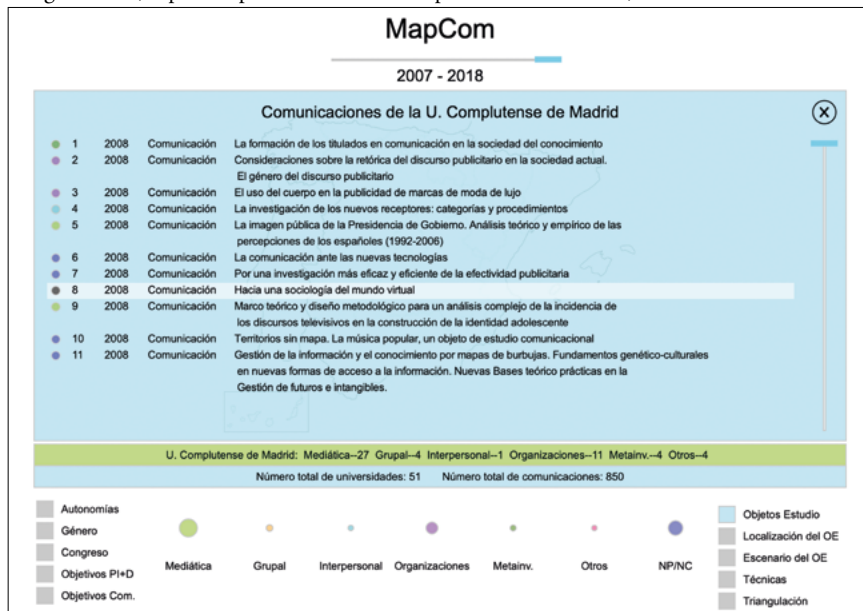 MapCom
2007 - 2018
Comunicaciones de la U. Complutense de Madrid
1 2008 Comunicación La formación de los titulados en comunicación en la sociedad del conocimiento
2 2008 Comunicación Consideraciones sobre la retórica del discurso publicitario en la sociedad actual.
El género del discurso publicitario
3 2008 Comunicación El uso del cuerpo en la publicidad de marcas de moda de lujo
4 2008 Comunicación La investigación de los nuevos receptores: categorías y procedimientos
5 2008 Comunicación La imagen pública de la Presidencia de Gobierno. Análisis teórico y empírico de las
percepciones de los españoles (1992-2006)
6 2008 Comunicación La comunicación ante las nuevas tecnologías
7 2008 Comunicación Por una investigación más eficaz y eficiente de la efectividad publicitaria
8 2008 Comunicación Hacia una sociología del mundo virtual
9 2008 Comunicación Marco teórico y diseño metodológico para un análisis complejo de la incidencia de
los discursos televisivos en la construcción de la identidad adolescente
10 2008 Comunicación Territorios sin mapa. La música popular, un objeto de estudio comunicacional
11 2008 Comunicación Gestión de la información y el conocimiento por mapas de burbujas. Fundamentos genético-culturales
en nuevas formas de acceso a la información. Nuevas Bases teórico prácticas en la
Gestión de futuros e intangibles.
U. Complutense de Madrid: Mediática--27 Grupal--4 Interpersonal--1 Organizaciones--11 Metainv.--4 Otros--4
Número total de universidades: 51 Número total de comunicaciones: 850
Autonomías
Género
Congreso
Objetivos PI+D
Objetivos Com.
Mediática Grupal Interpersonal Organizaciones Metainv. Otros NP/NC
Objetos Estudio
Localización del OE
Escenario del OE
Técnicas
Triangulación